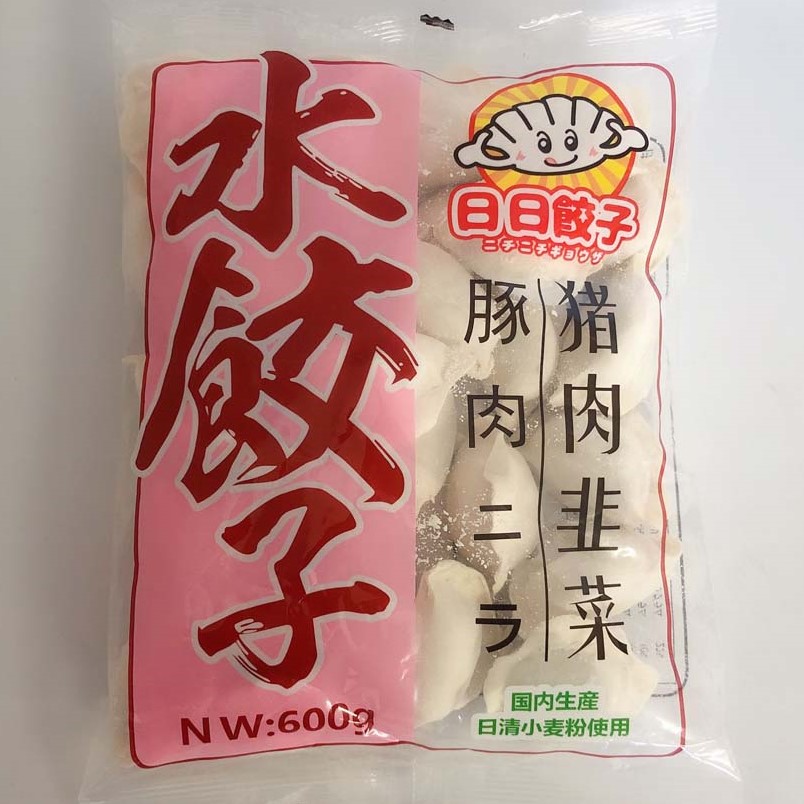 水餃子
NW:600g
日日餃子
ニチニチギョウザ
猪肉韭菜
豚肉ニラ
国内生産
日清小麦粉使用